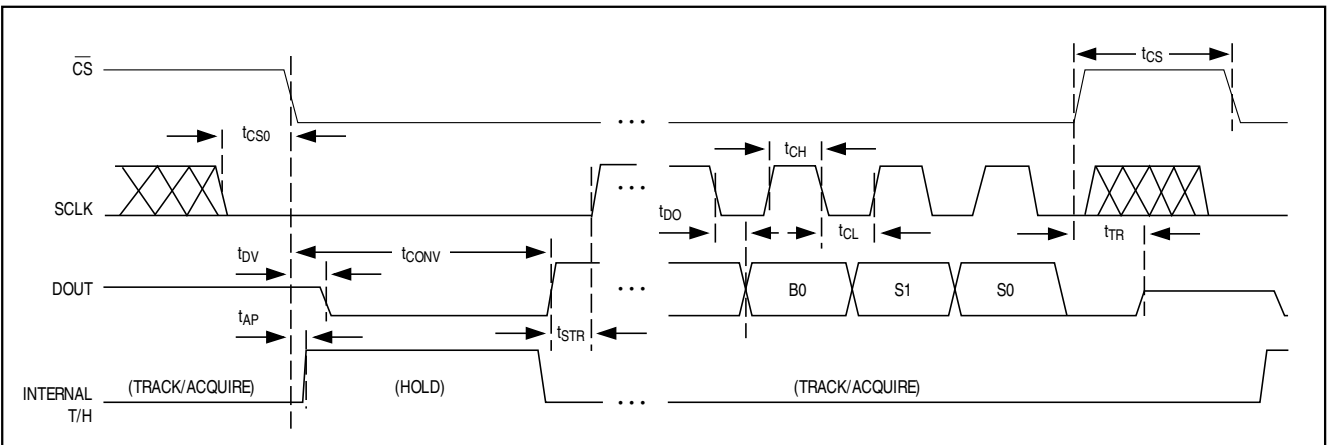 tCS
CS
tCS0
tCH
SCLK
tDO
tCL
tTR
tDV
tCONV
DOUT
B0
S1
S0
tAP
tSTR
(TRACK/ACQUIRE)
(HOLD)
(TRACK/ACQUIRE)
INTERNAL
T/H